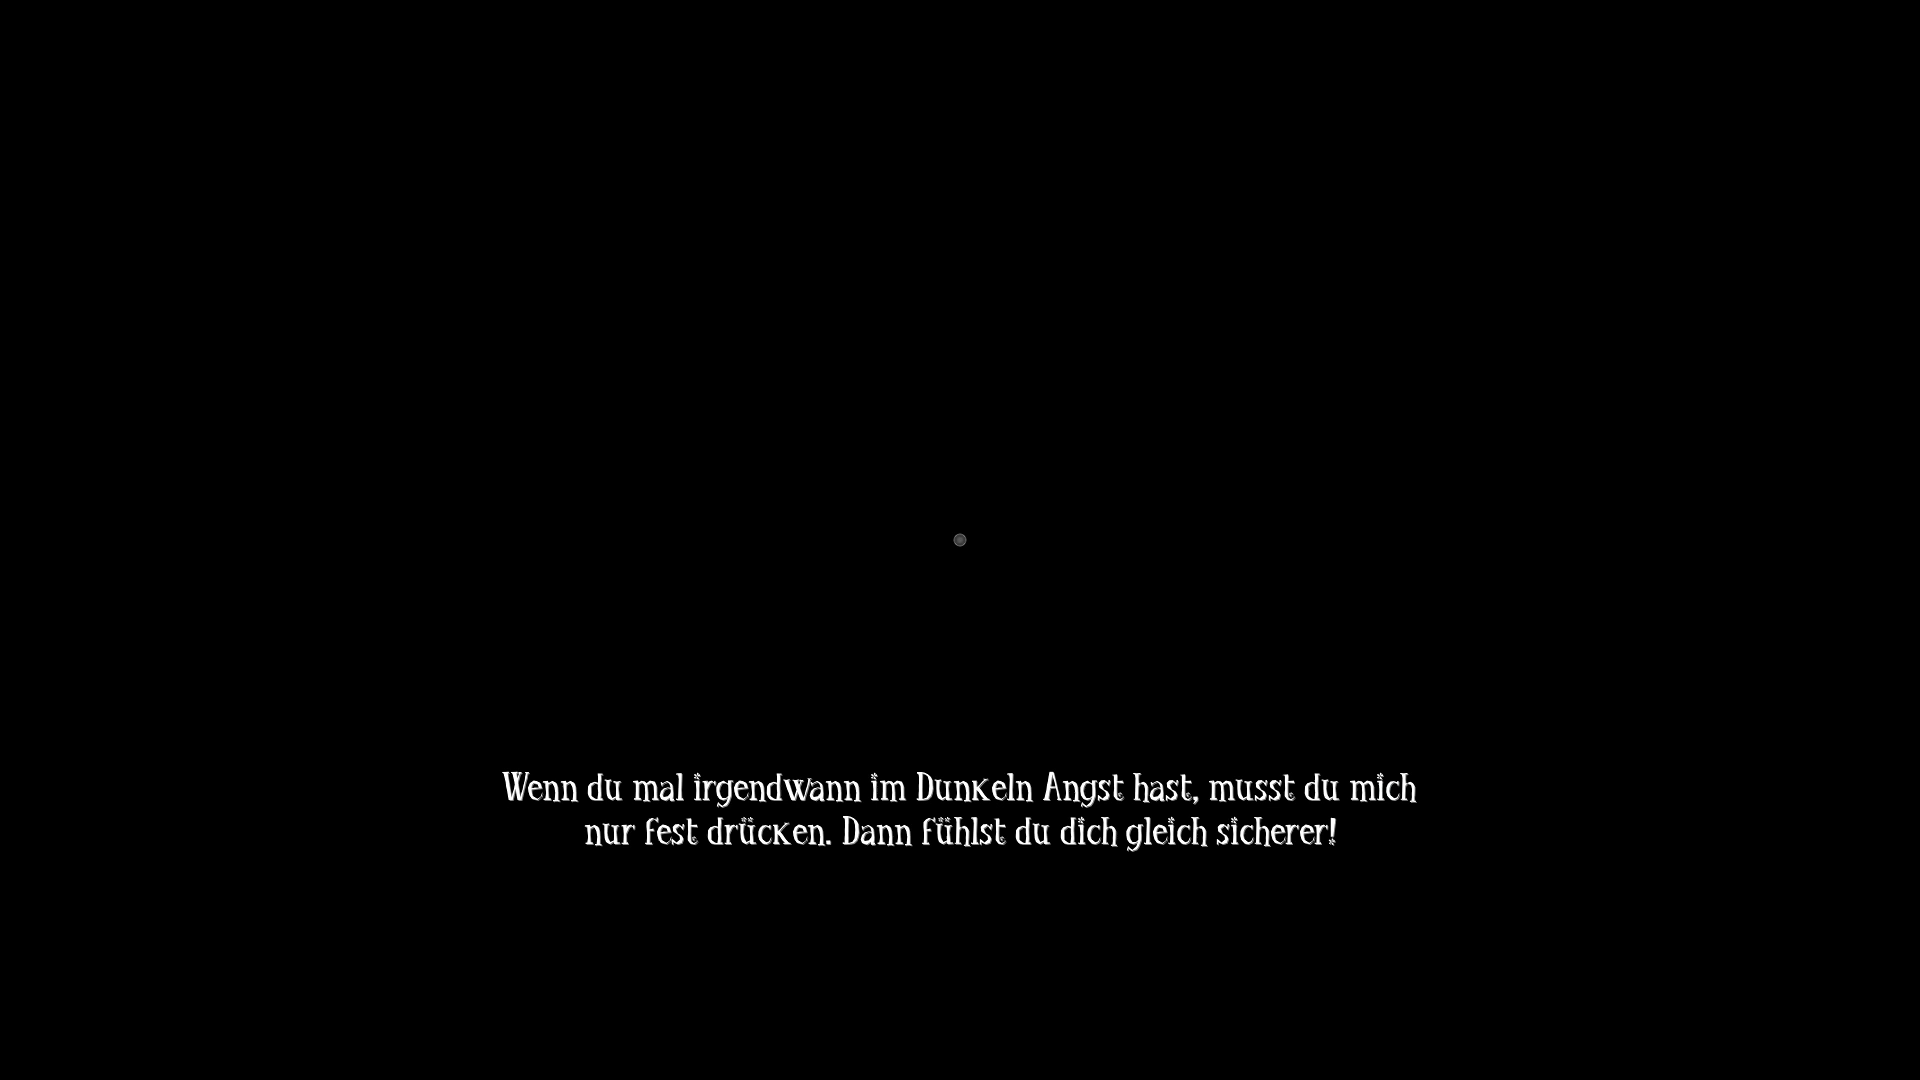 Wenn du mal irgendwann im Dunkeln Angst hast, musst du mich
nur fest drücken. Dann fühlst du dich gleich sicherer!